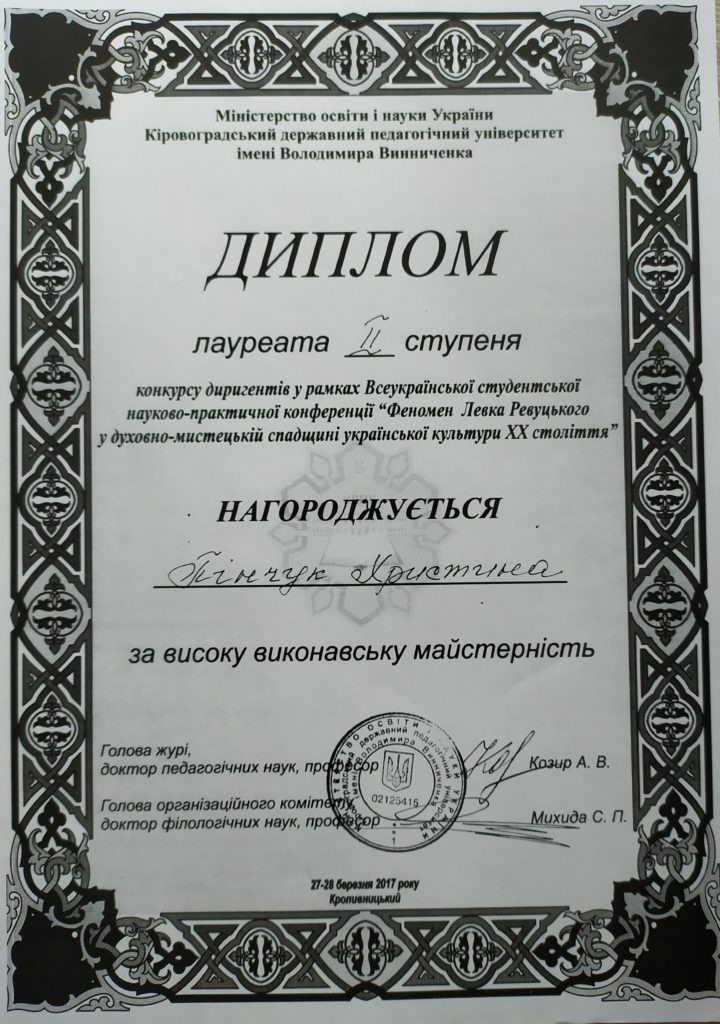 Міністерство освіти і науки України
Кіровоградський державний педагогічний університет
імені Володимира Винниченка
ДИПЛОМ
лауреата II ступеня
конкурсу диригентів у рамках Всеукраїнської студентської
науково-практичної конференції “Феномен Левка Ревуцького
у духовно-мистецькій спадщині української культури XX століття”
НАГОРОДЖУЄТЬСЯ
Пінчук Христина
за високу виконавську майстерність
Голова журі,
доктор педагогічних наук, професор Козир А. В.
Голова організаційного комітету,
доктор філологічних наук, професор Михида С. П.
02125415
27-28 березня 2017 року
Кропивницький